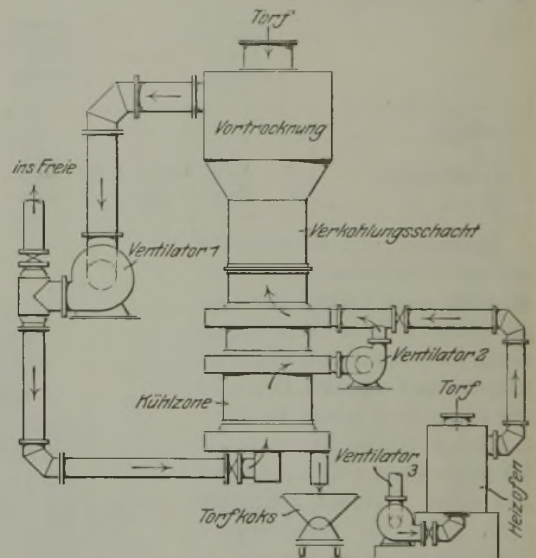 Torf
Vortrocknung
ins Freie
Ventilator 1
Verkohlungsschacht
Ventilator 2
Kühlzone
Torf
Ventilator
3
Heizofen
Torfkoks